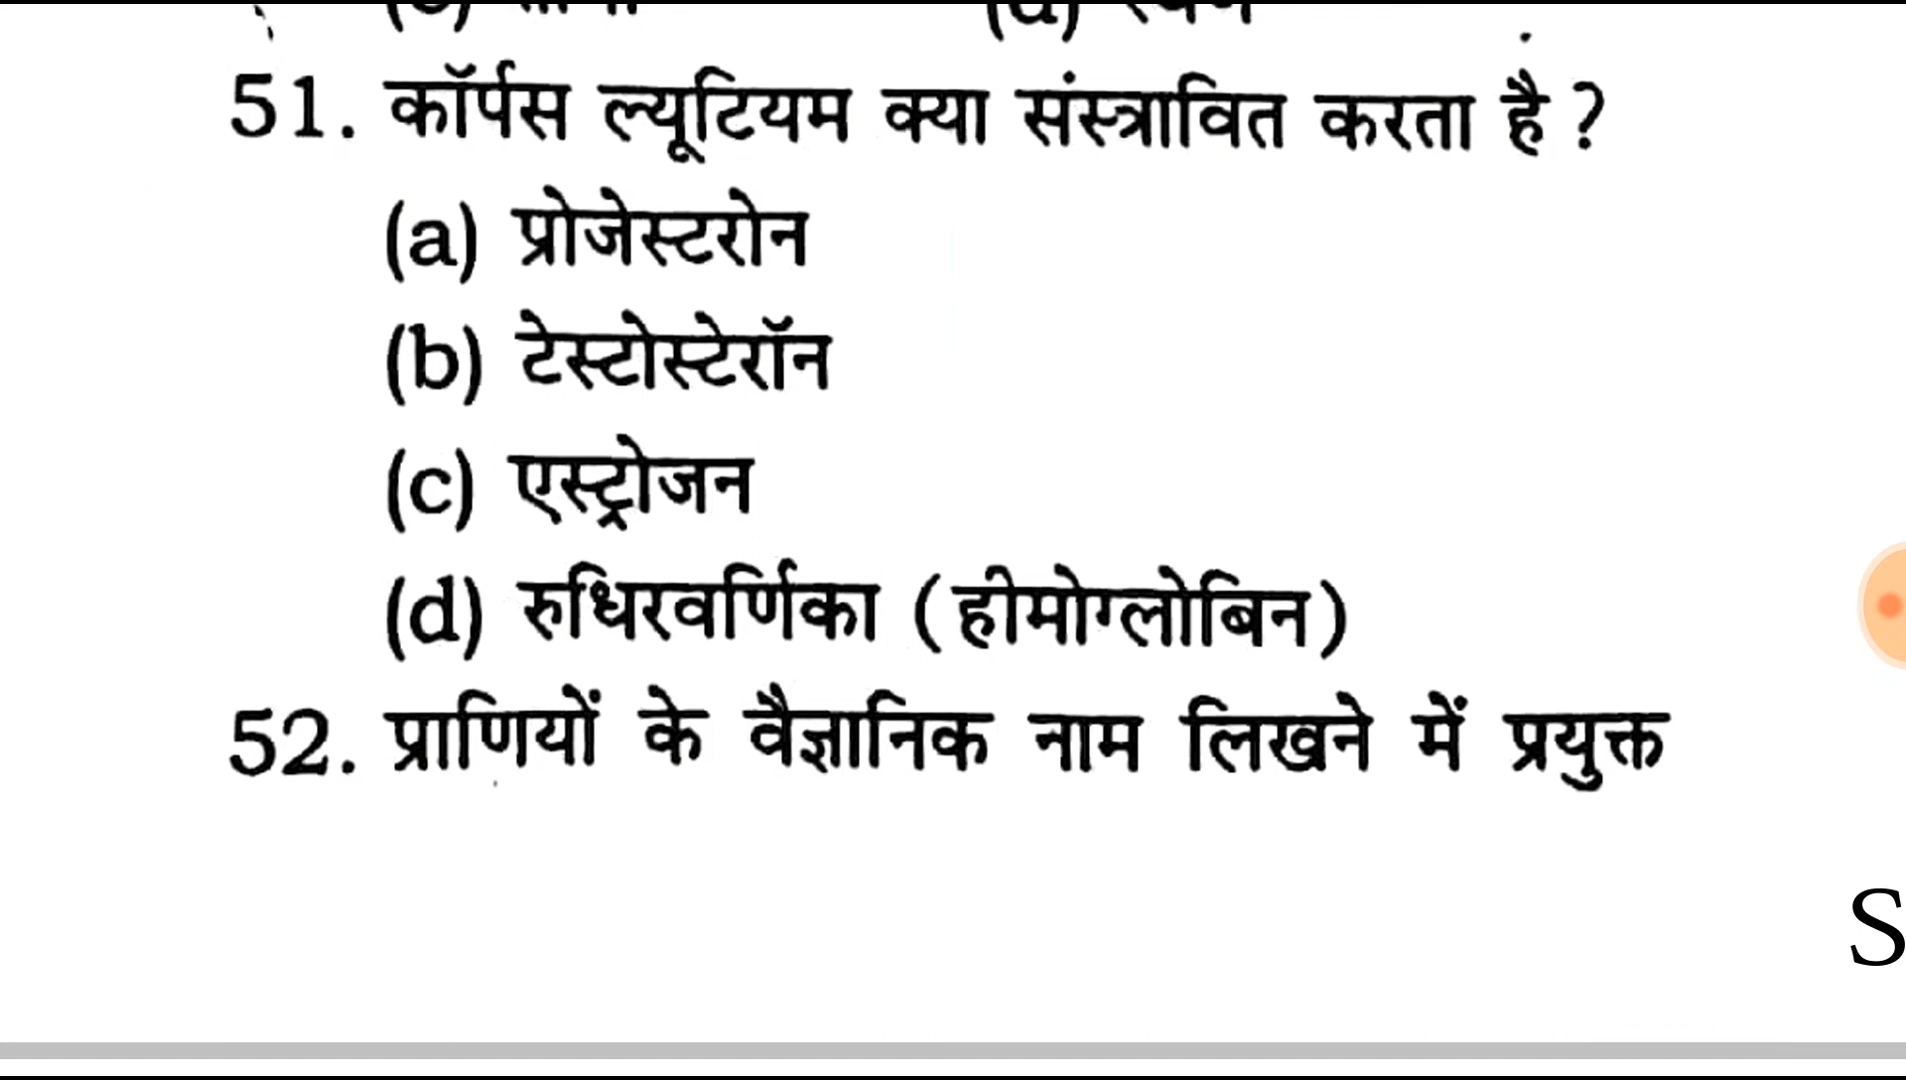 51. कॉर्पस ल्यूटियम क्या संस्त्रावित करता है ?
(a) प्रोजेस्टरोन
(b) टेस्टोस्टेरॉन
(c) एस्ट्रोजन
(d) रुधिरवर्णिका (हीमोग्लोबिन)
52. प्राणियों के वैज्ञानिक नाम लिखने में प्रयुक्त
S